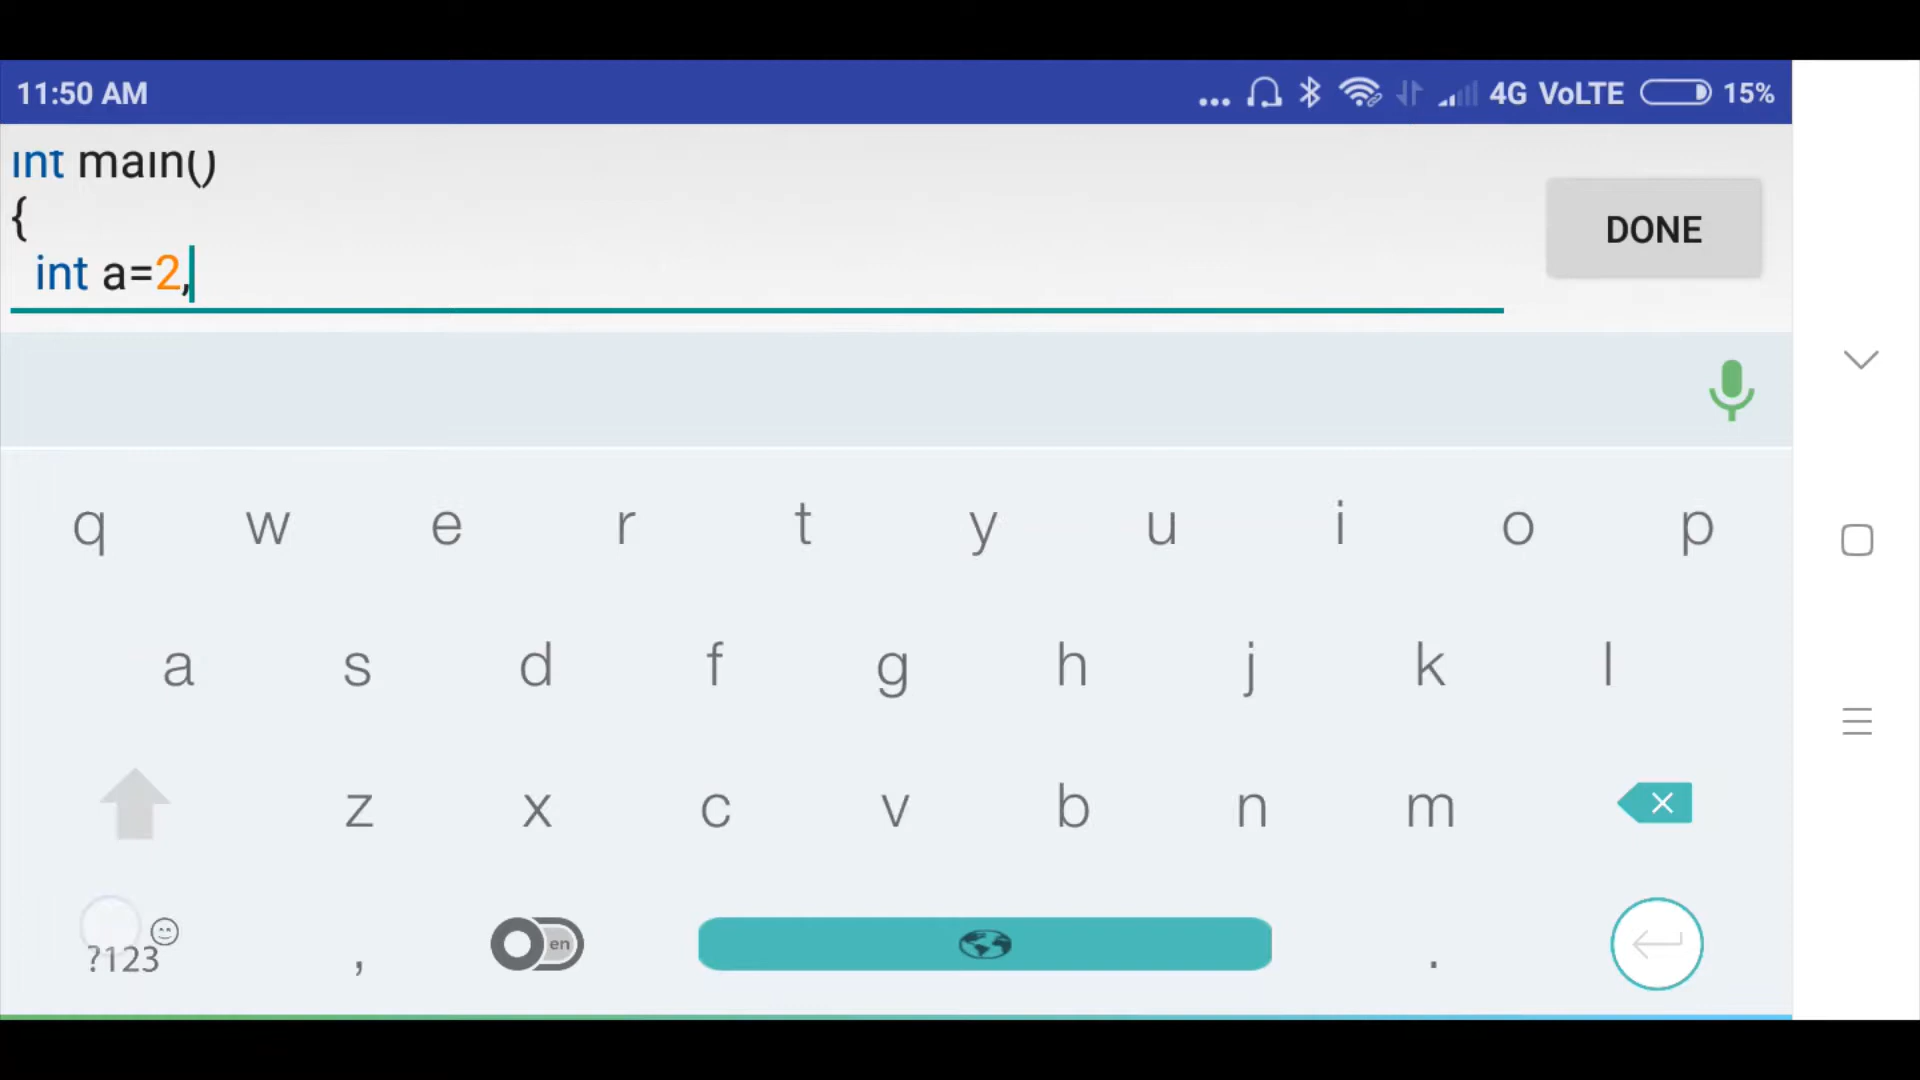 11:50 AM
... 4G VoLTE 15%
int main()
{
int a=2,
DONE
q w e r t y u i o p
a s d f g h j k l
z x c v b n m
?123 , en .